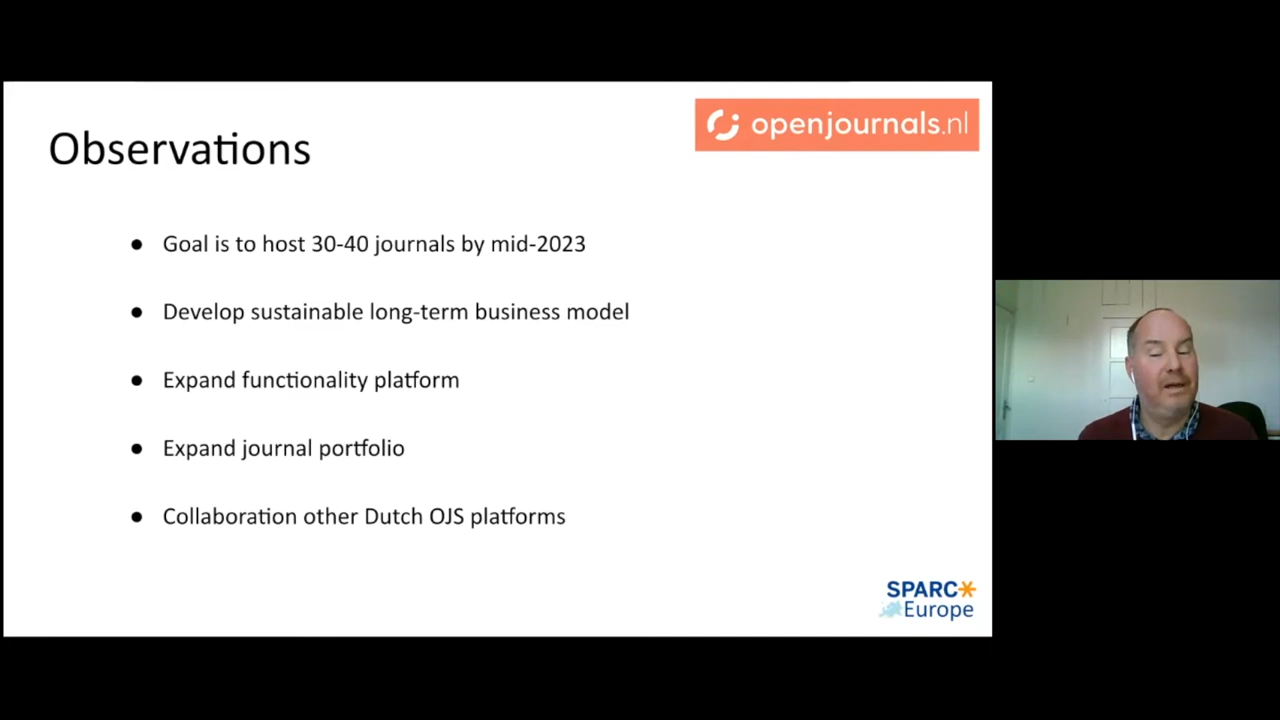 openjournals.nl
Observations
● Goal is to host 30-40 journals by mid-2023
● Develop sustainable long-term business model
● Expand functionality platform
● Expand journal portfolio
● Collaboration other Dutch OJS platforms
SPARC
Europe